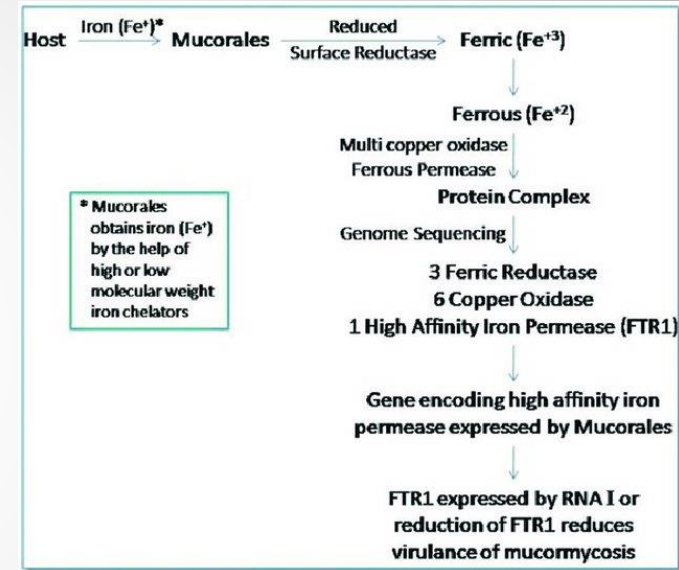 Host Iron (Fe⁺)* Mucorales Reduced Ferric (Fe⁺³)
Surface Reductase
Ferrous (Fe⁺²)
Multi copper oxidase
Ferrous Permease
Protein Complex
Genome Sequencing
3 Ferric Reductase
6 Copper Oxidase
1 High Affinity Iron Permease (FTR1)
Gene encoding high affinity iron
permease expressed by Mucorales
FTR1 expressed by RNA I or
reduction of FTR1 reduces
virulance of mucormycosis
* Mucorales
obtains iron (Fe⁺)
by the help of
high or low
molecular weight
iron chelators